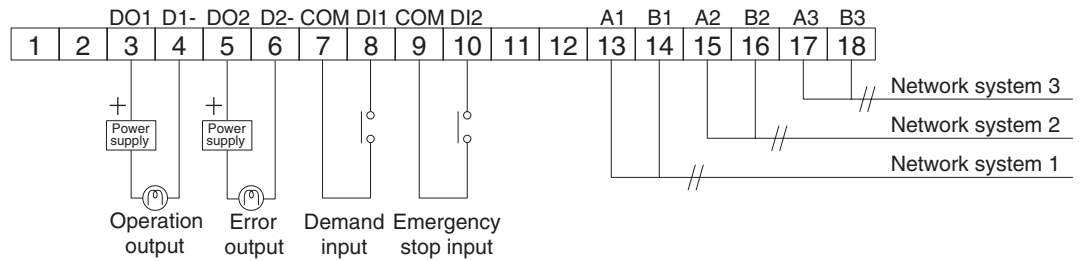 DO1 D1- DO2 D2- COM DI1 COM DI2 A1 B1 A2 B2 A3 B3
1 2 3 4 5 6 7 8 9 10 11 12 13 14 15 16 17 18
Network system 3
+ +
Power supply
Power supply
Network system 2
Network system 1
Operation output
Error output
Demand input
Emergency stop input